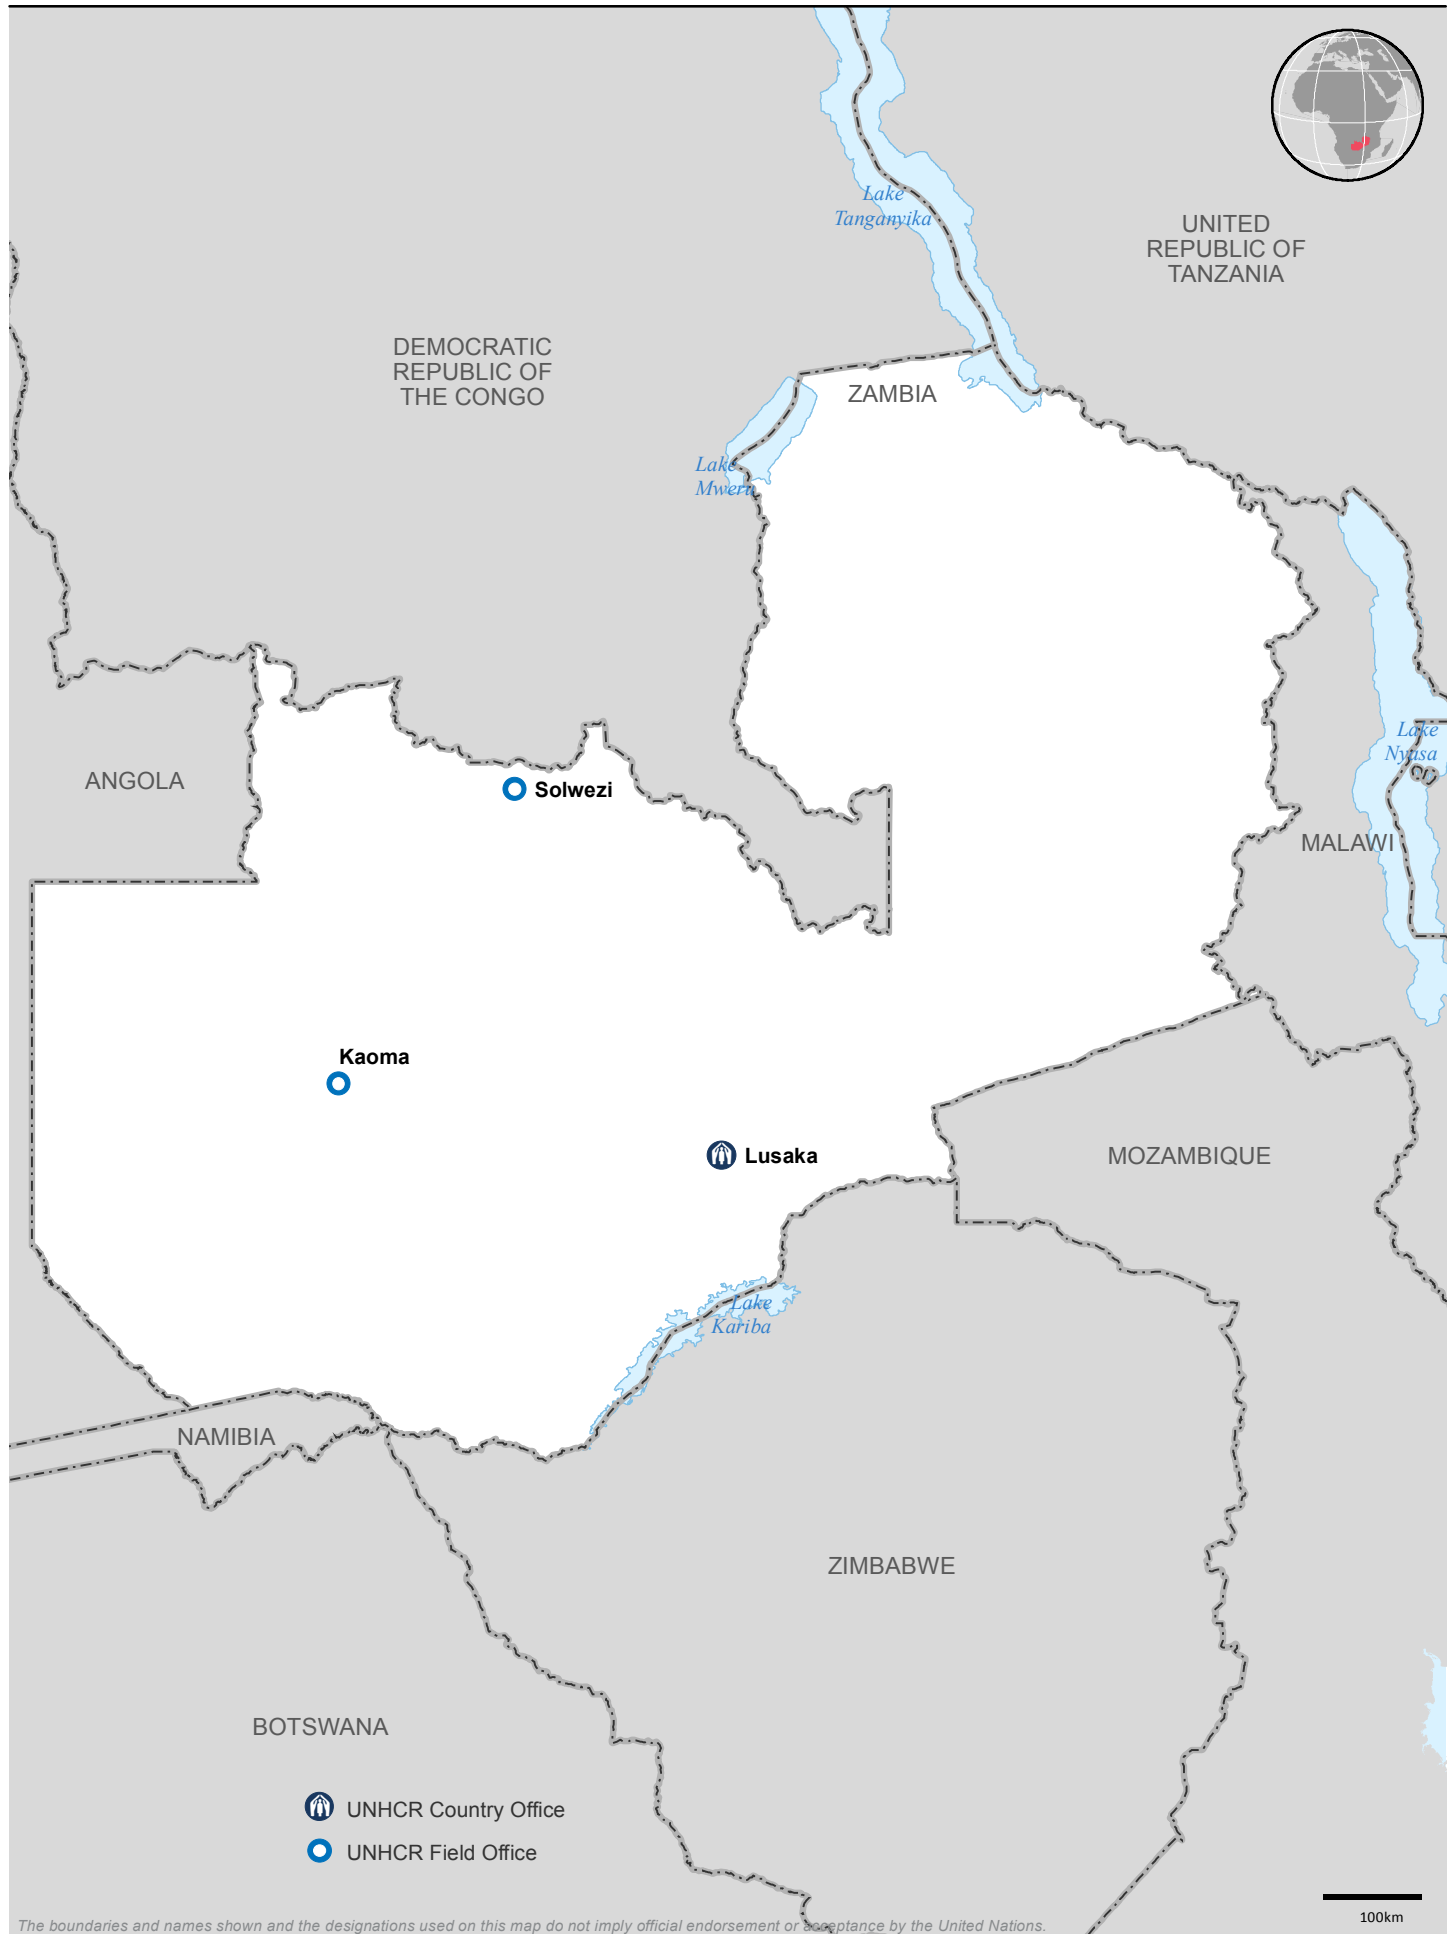 Lake
Tanganyika
UNITED
REPUBLIC OF
TANZANIA
DEMOCRATIC
REPUBLIC OF
THE CONGO
ZAMBIA
Lake
Mweru
Lake
Nyasa
ANGOLA
Solwezi
MALAWI
Kaoma
Lusaka
MOZAMBIQUE
Lake
Kariba
NAMIBIA
ZIMBABWE
BOTSWANA
UNHCR Country Office
UNHCR Field Office
100km
The boundaries and names shown and the designations used on this map do not imply official endorsement or acceptance by the United Nations.